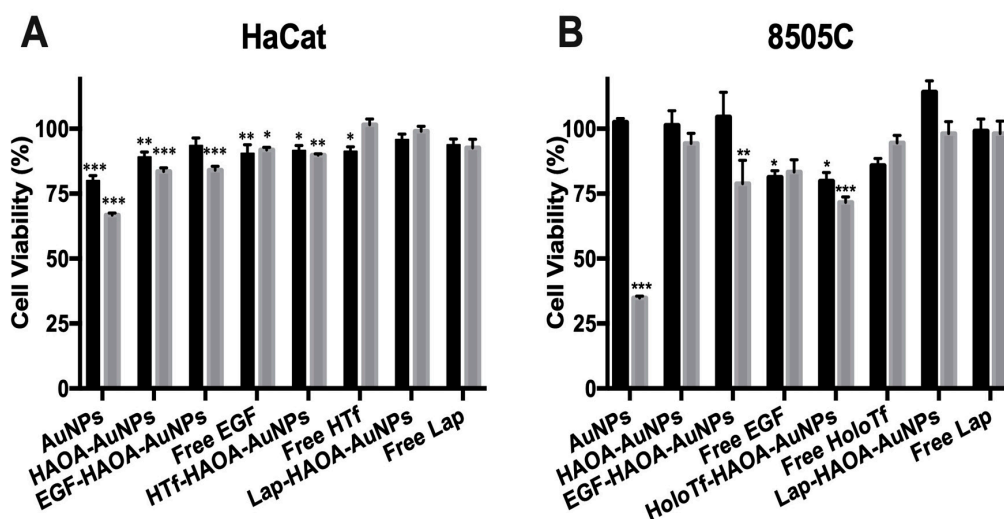 A
HaCat
Cell Viability (%)
100
75
50
25
0
***
***
**
***
***
**
*
*
**
*
AuNPs
HAOA-AuNPs
EGF-HAOA-AuNPs
Free EGF
HTf-HAOA-AuNPs
Free HTf
Lap-HAOA-AuNPs
Free Lap
B
8505C
Cell Viability (%)
100
75
50
25
0
***
**
*
*
***
AuNPs
HAOA-AuNPs
EGF-HAOA-AuNPs
Free EGF
HoloTf-HAOA-AuNPs
Free HoloTf
Lap-HAOA-AuNPs
Free Lap